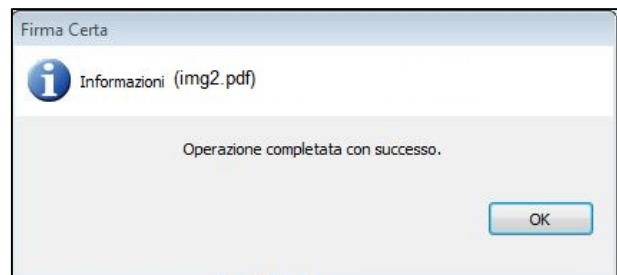 Firma Certa
Informazioni (img2.pdf)
Operazione completata con successo.
OK